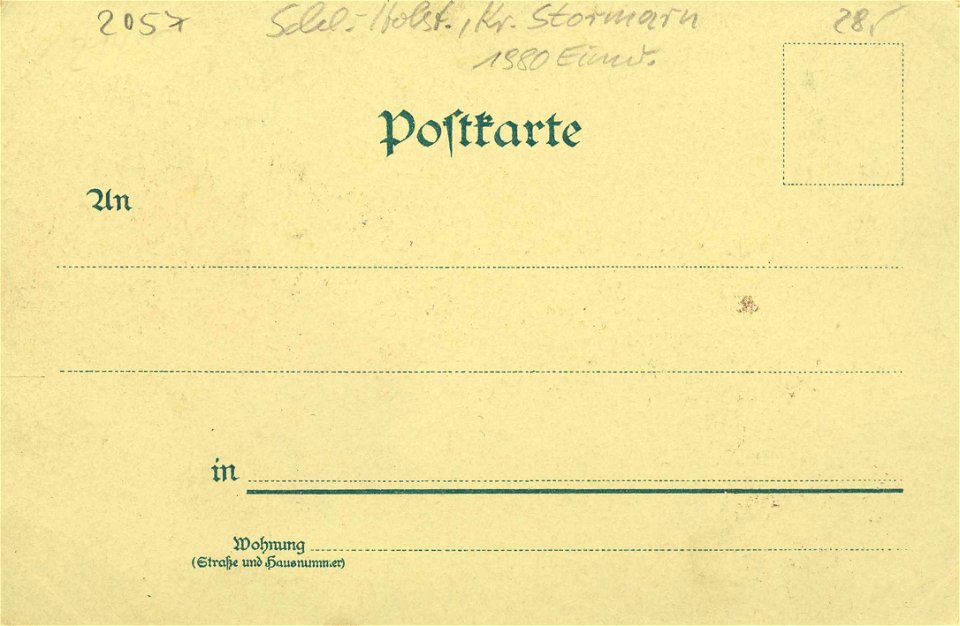 2057 Schl.-Holst., Kr. Stormarn 28,-
1980 Einw.
Postkarte
An
in
Wohnung
(Straße und Hausnummer)